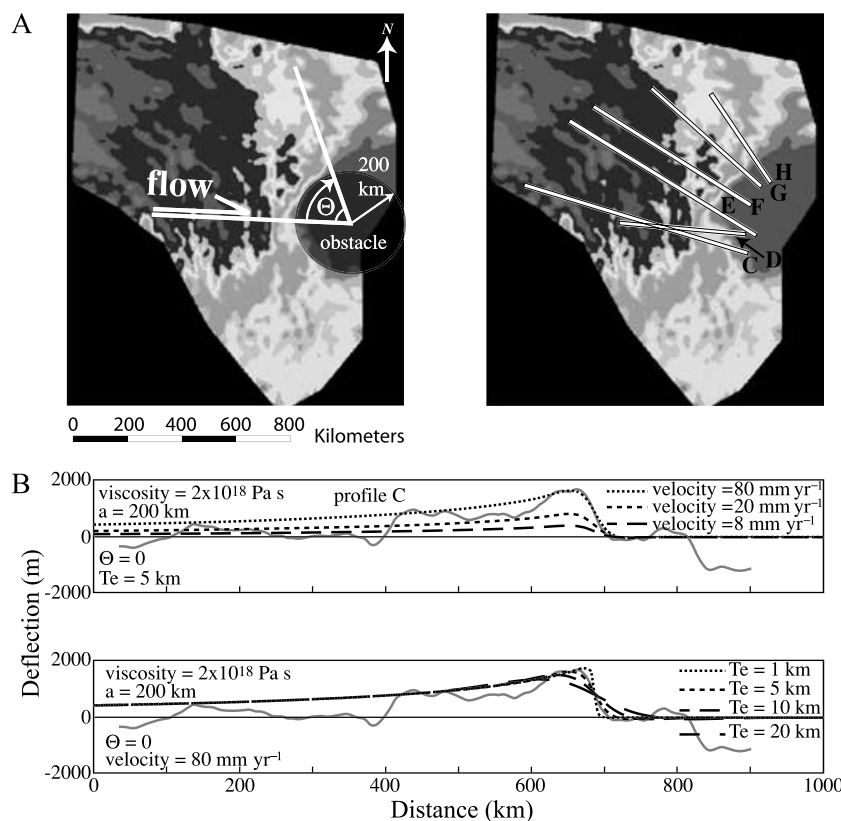 A
N
200
km
flow
Θ
obstacle
0 200 400 600 800 Kilometers
H
G
E F
D
C
B
Deflection (m)
2000
0
-2000
viscosity = 2x10¹⁸ Pa s
a = 200 km
profile C
velocity =80 mm yr⁻¹
velocity =20 mm yr⁻¹
velocity =8 mm yr⁻¹
Θ = 0
Te = 5 km
2000
0
-2000
viscosity = 2x10¹⁸ Pa s
a = 200 km
Te = 1 km
Te = 5 km
Te = 10 km
Te = 20 km
Θ = 0
velocity = 80 mm yr⁻¹
0 200 400 600 800 1000
Distance (km)